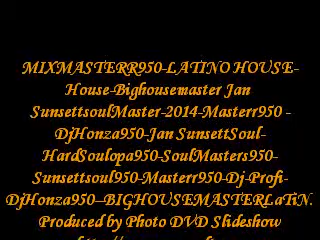 MIXMASTERR950-LATINO HOUSE-
House-Bighousemaster Jan
SunsettsoulMaster-2014-Masterr950 -
DjHonza950-Jan SunsettSoul-
HardSoulopa950-SoulMasters950-
Sunsettsoul950-Masterr950-Dj-Profi-
DjHonza950--BIGHOUSEMASTERLaTiN.
Produced by Photo DVD Slideshow